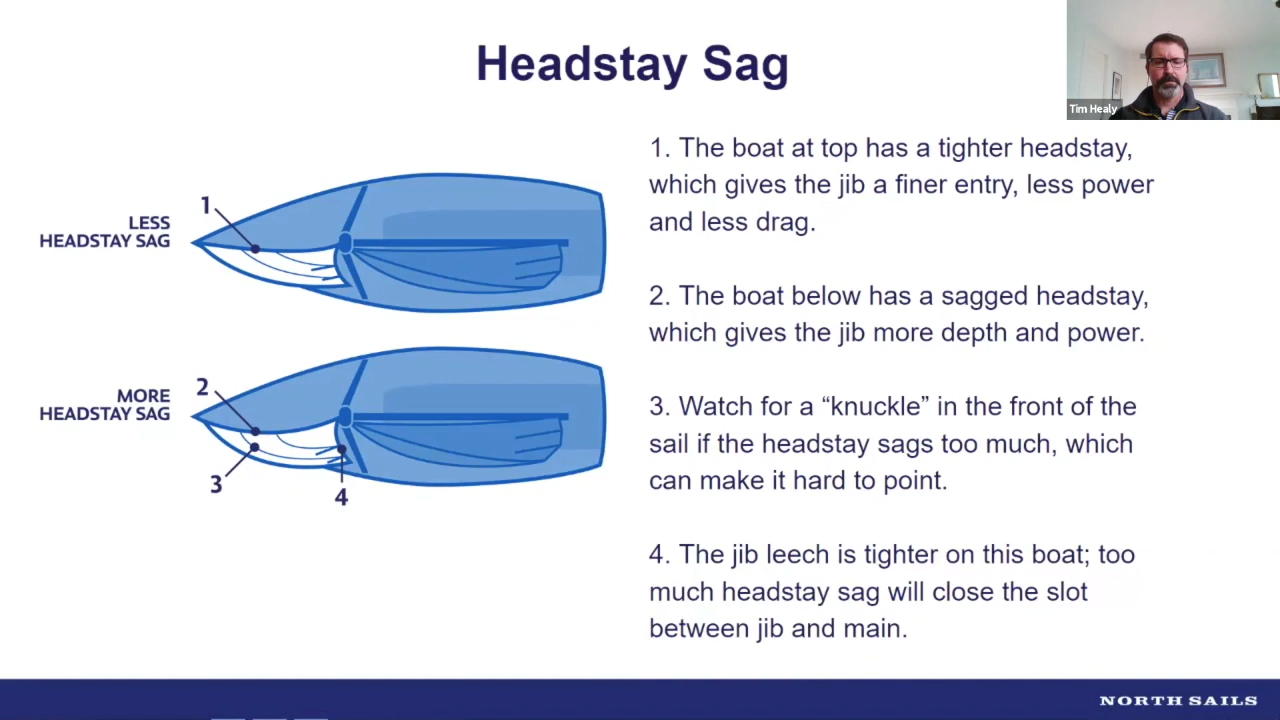 Headstay Sag
Tim Healy
1. The boat at top has a tighter headstay,
which gives the jib a finer entry, less power
and less drag.
2. The boat below has a sagged headstay,
which gives the jib more depth and power.
3. Watch for a “knuckle” in the front of the
sail if the headstay sags too much, which
can make it hard to point.
4. The jib leech is tighter on this boat; too
much headstay sag will close the slot
between jib and main.
1
LESS
HEADSTAY SAG
2
MORE
HEADSTAY SAG
3
4
NORTH SAILS